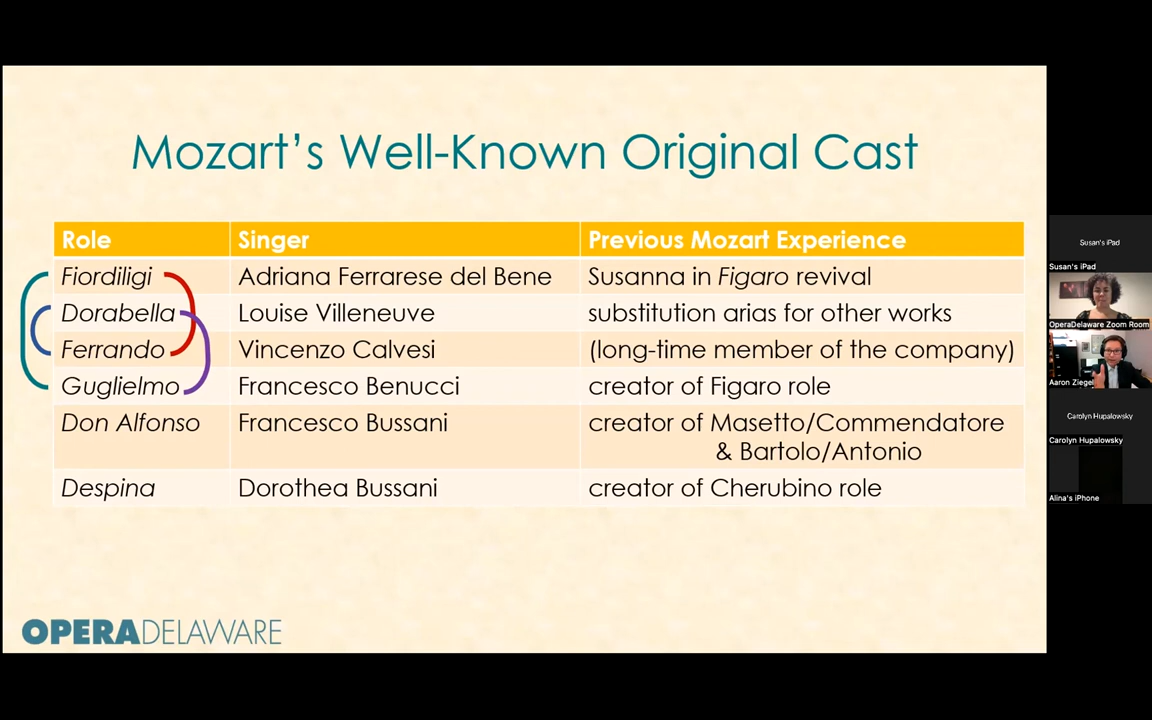 Mozart's Well-Known Original Cast
Role Singer Previous Mozart Experience
Fiordiligi Adriana Ferrarese del Bene Susanna in Figaro revival
Dorabella Louise Villeneuve substitution arias for other works
Ferrando Vincenzo Calvesi (long-time member of the company)
Guglielmo Francesco Benucci creator of Figaro role
Don Alfonso Francesco Bussani creator of Masetto/Commendatore
& Bartolo/Antonio
Despina Dorothea Bussani creator of Cherubino role
OPERADELAWARE
Susan's iPad
Susan's iPad
OperaDelaware Zoom Room
Aaron Ziegel
Carolyn Hupalowsky
Carolyn Hupalowsky
Alina's iPhone